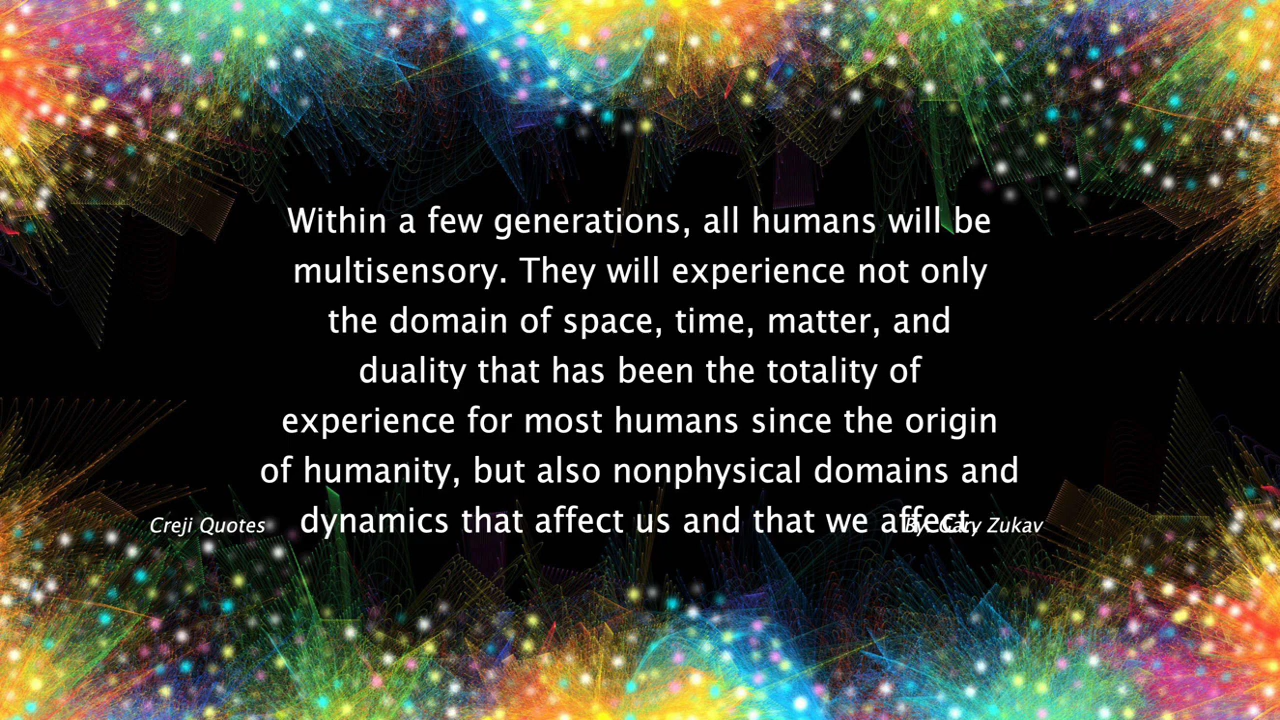 Within a few generations, all humans will be
multisensory. They will experience not only
the domain of space, time, matter, and
duality that has been the totality of
experience for most humans since the origin
of humanity, but also nonphysical domains and
dynamics that affect us and that we affect.
Creji Quotes
By: Gary Zukav